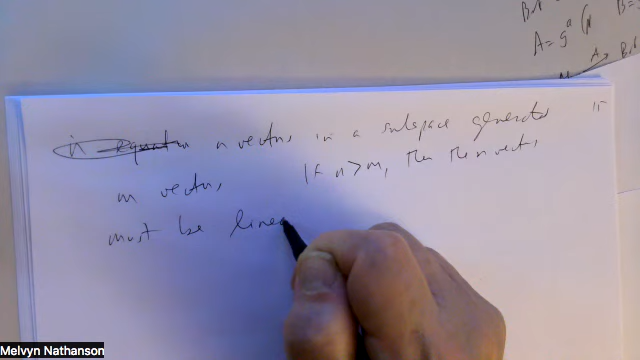 n vectors in a subspace generated
m vectors If n>m, then the n vectors
must be linea
A = g^a (p
Melvyn Nathanson